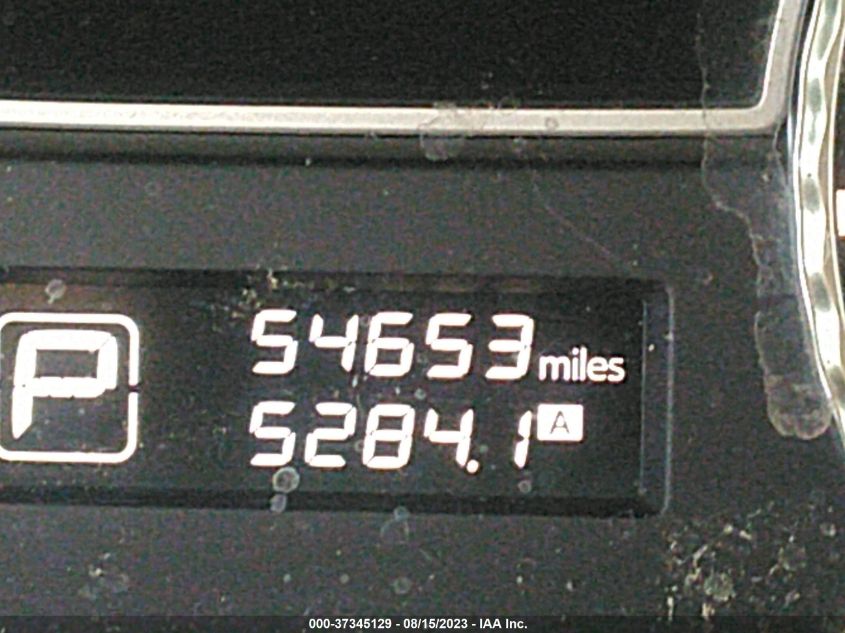 P
54653 miles
5284.1 A
000-37345129 - 08/15/2023 - IAA Inc.